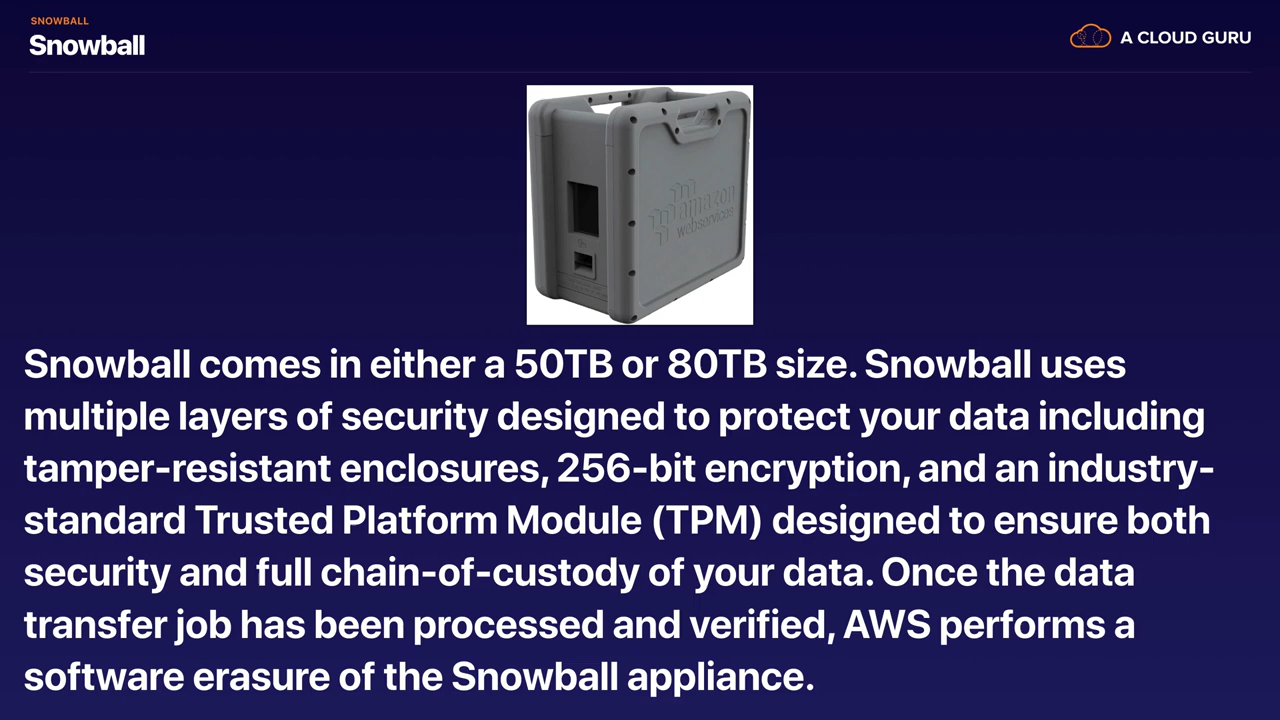 SNOWBALL
Snowball
A CLOUD GURU
amazon
webservices
Snowball comes in either a 50TB or 80TB size. Snowball uses
multiple layers of security designed to protect your data including
tamper-resistant enclosures, 256-bit encryption, and an industry-
standard Trusted Platform Module (TPM) designed to ensure both
security and full chain-of-custody of your data. Once the data
transfer job has been processed and verified, AWS performs a
software erasure of the Snowball appliance.